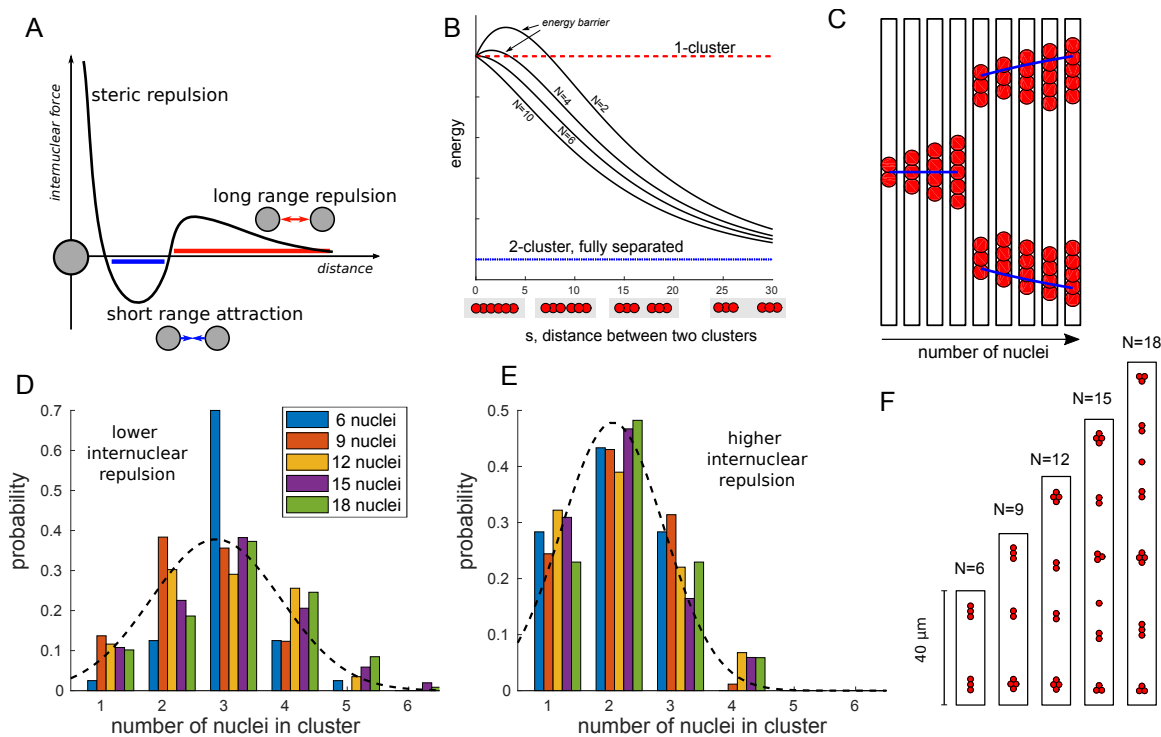 A
internuclear force
steric repulsion
long range repulsion
distance
short range attraction
B
energy barrier
1-cluster
N=2
N=4
N=6
N=10
energy
2-cluster, fully separated
0 5 10 15 20 25 30
s, distance between two clusters
C
number of nuclei
D
0.7
0.6
0.5
0.4
0.3
0.2
0.1
0
probability
lower
internuclear
repulsion
6 nuclei
9 nuclei
12 nuclei
15 nuclei
18 nuclei
1 2 3 4 5 6
number of nuclei in cluster
E
0.5
0.4
0.3
0.2
0.1
0
probability
higher
internuclear
repulsion
1 2 3 4 5 6
number of nuclei in cluster
F
N=6
N=9
N=12
N=15
N=18
40 μm